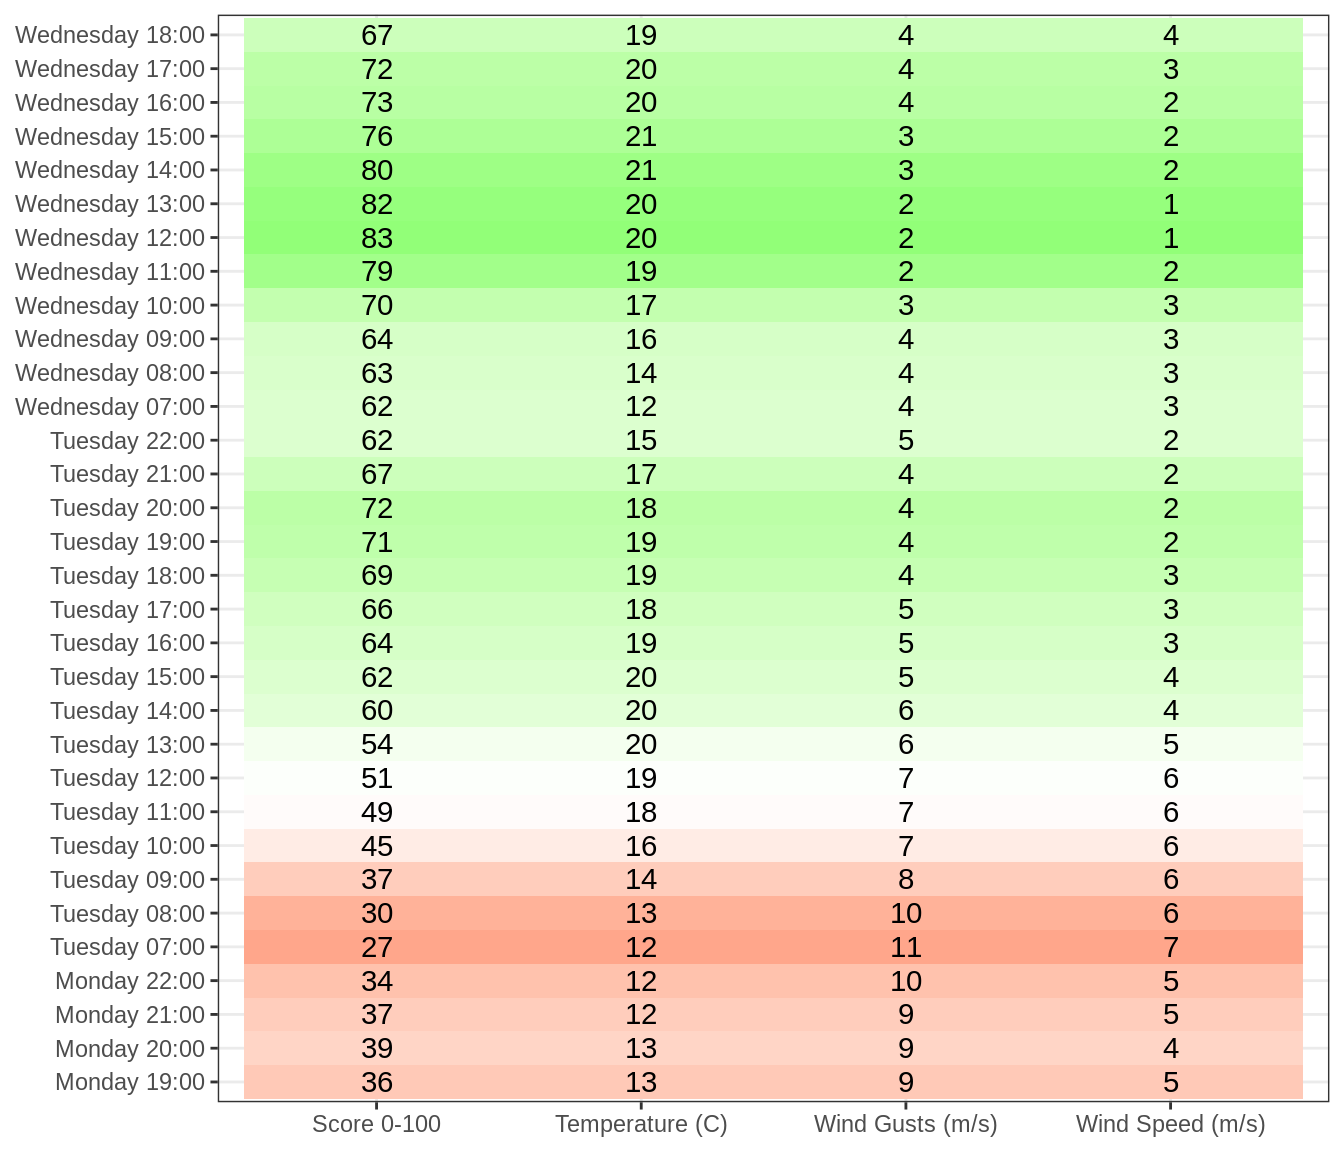 Wednesday 18:00 67 19 4 4
Wednesday 17:00 72 20 4 3
Wednesday 16:00 73 20 4 2
Wednesday 15:00 76 21 3 2
Wednesday 14:00 80 21 3 2
Wednesday 13:00 82 20 2 1
Wednesday 12:00 83 20 2 1
Wednesday 11:00 79 19 2 2
Wednesday 10:00 70 17 3 3
Wednesday 09:00 64 16 4 3
Wednesday 08:00 63 14 4 3
Wednesday 07:00 62 12 4 3
Tuesday 22:00 62 15 5 2
Tuesday 21:00 67 17 4 2
Tuesday 20:00 72 18 4 2
Tuesday 19:00 71 19 4 2
Tuesday 18:00 69 19 4 3
Tuesday 17:00 66 18 5 3
Tuesday 16:00 64 19 5 3
Tuesday 15:00 62 20 5 4
Tuesday 14:00 60 20 6 4
Tuesday 13:00 54 20 6 5
Tuesday 12:00 51 19 7 6
Tuesday 11:00 49 18 7 6
Tuesday 10:00 45 16 7 6
Tuesday 09:00 37 14 8 6
Tuesday 08:00 30 13 10 6
Tuesday 07:00 27 12 11 7
Monday 22:00 34 12 10 5
Monday 21:00 37 12 9 5
Monday 20:00 39 13 9 4
Monday 19:00 36 13 9 5
Score 0-100 Temperature (C) Wind Gusts (m/s) Wind Speed (m/s)